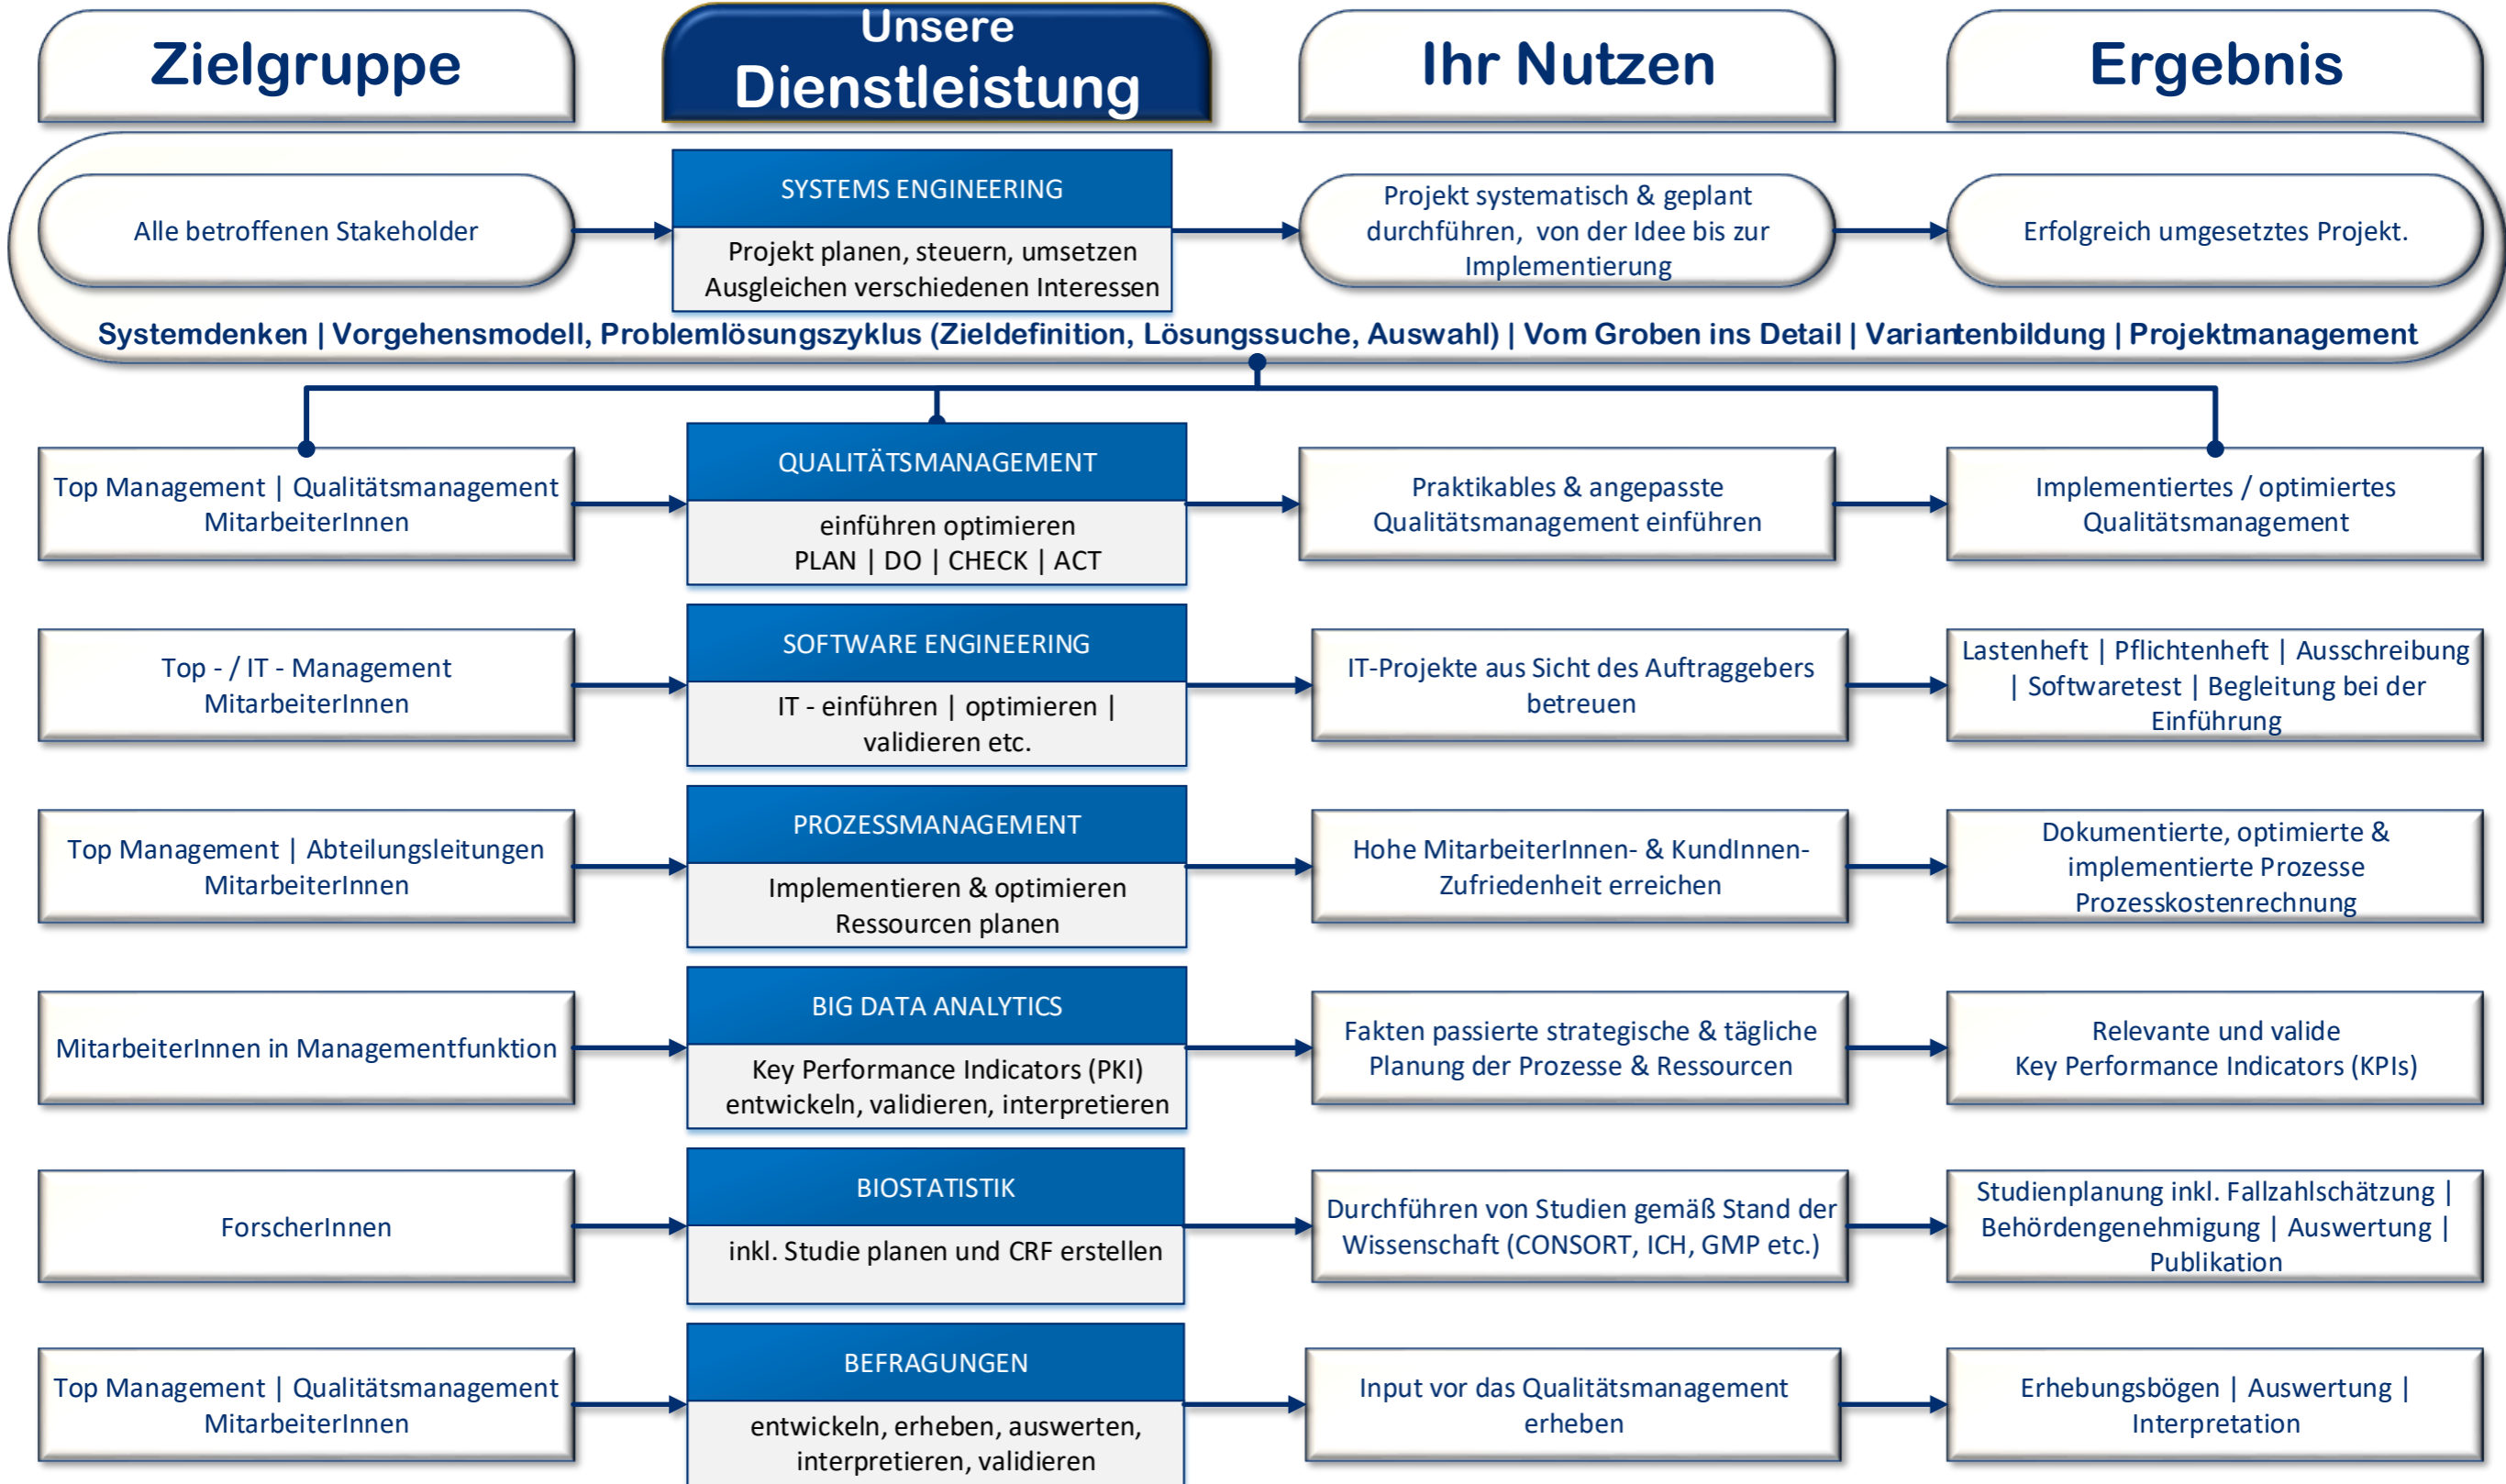 Zielgruppe
Unsere
Dienstleistung
Ihr Nutzen
Ergebnis
Alle betroffenen Stakeholder
SYSTEMS ENGINEERING
Projekt planen, steuern, umsetzen
Ausgleichen verschiedenen Interessen
Projekt systematisch & geplant
durchführen, von der Idee bis zur
Implementierung
Erfolgreich umgesetztes Projekt.
Systemdenken | Vorgehensmodell, Problemlösungszyklus (Zieldefinition, Lösungssuche, Auswahl) | Vom Groben ins Detail | Variantenbildung | Projektmanagement
Top Management | Qualitätsmanagement
MitarbeiterInnen
QUALITÄTSMANAGEMENT
einführen optimieren
PLAN | DO | CHECK | ACT
Praktikables & angepasste
Qualitätsmanagement einführen
Implementiertes / optimiertes
Qualitätsmanagement
Top - / IT - Management
MitarbeiterInnen
SOFTWARE ENGINEERING
IT - einführen | optimieren |
validieren etc.
IT-Projekte aus Sicht des Auftraggebers
betreuen
Lastenheft | Pflichtenheft | Ausschreibung
| Softwaretest | Begleitung bei der
Einführung
Top Management | Abteilungsleitungen
MitarbeiterInnen
PROZESSMANAGEMENT
Implementieren & optimieren
Ressourcen planen
Hohe MitarbeiterInnen- & KundInnen-
Zufriedenheit erreichen
Dokumentierte, optimierte &
implementierte Prozesse
Prozesskostenrechnung
MitarbeiterInnen in Managementfunktion
BIG DATA ANALYTICS
Key Performance Indicators (PKI)
entwickeln, validieren, interpretieren
Fakten passierte strategische & tägliche
Planung der Prozesse & Ressourcen
Relevante und valide
Key Performance Indicators (KPIs)
ForscherInnen
BIOSTATISTIK
inkl. Studie planen und CRF erstellen
Durchführen von Studien gemäß Stand der
Wissenschaft (CONSORT, ICH, GMP etc.)
Studienplanung inkl. Fallzahlschätzung |
Behördengenehmigung | Auswertung |
Publikation
Top Management | Qualitätsmanagement
MitarbeiterInnen
BEFRAGUNGEN
entwickeln, erheben, auswerten,
interpretieren, validieren
Input vor das Qualitätsmanagement
erheben
Erhebungsbögen | Auswertung |
Interpretation